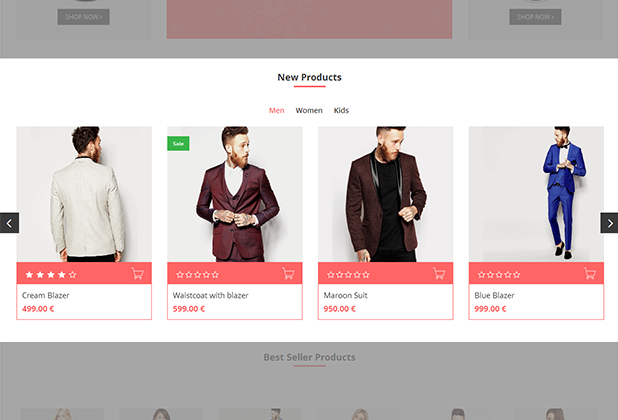 SHOP NOW ›
SHOP NOW ›
New Products
Men Women Kids
Sale
Cream Blazer
499.00 €
Waistcoat with blazer
599.00 €
Maroon Suit
950.00 €
Blue Blazer
999.00 €
Best Seller Products